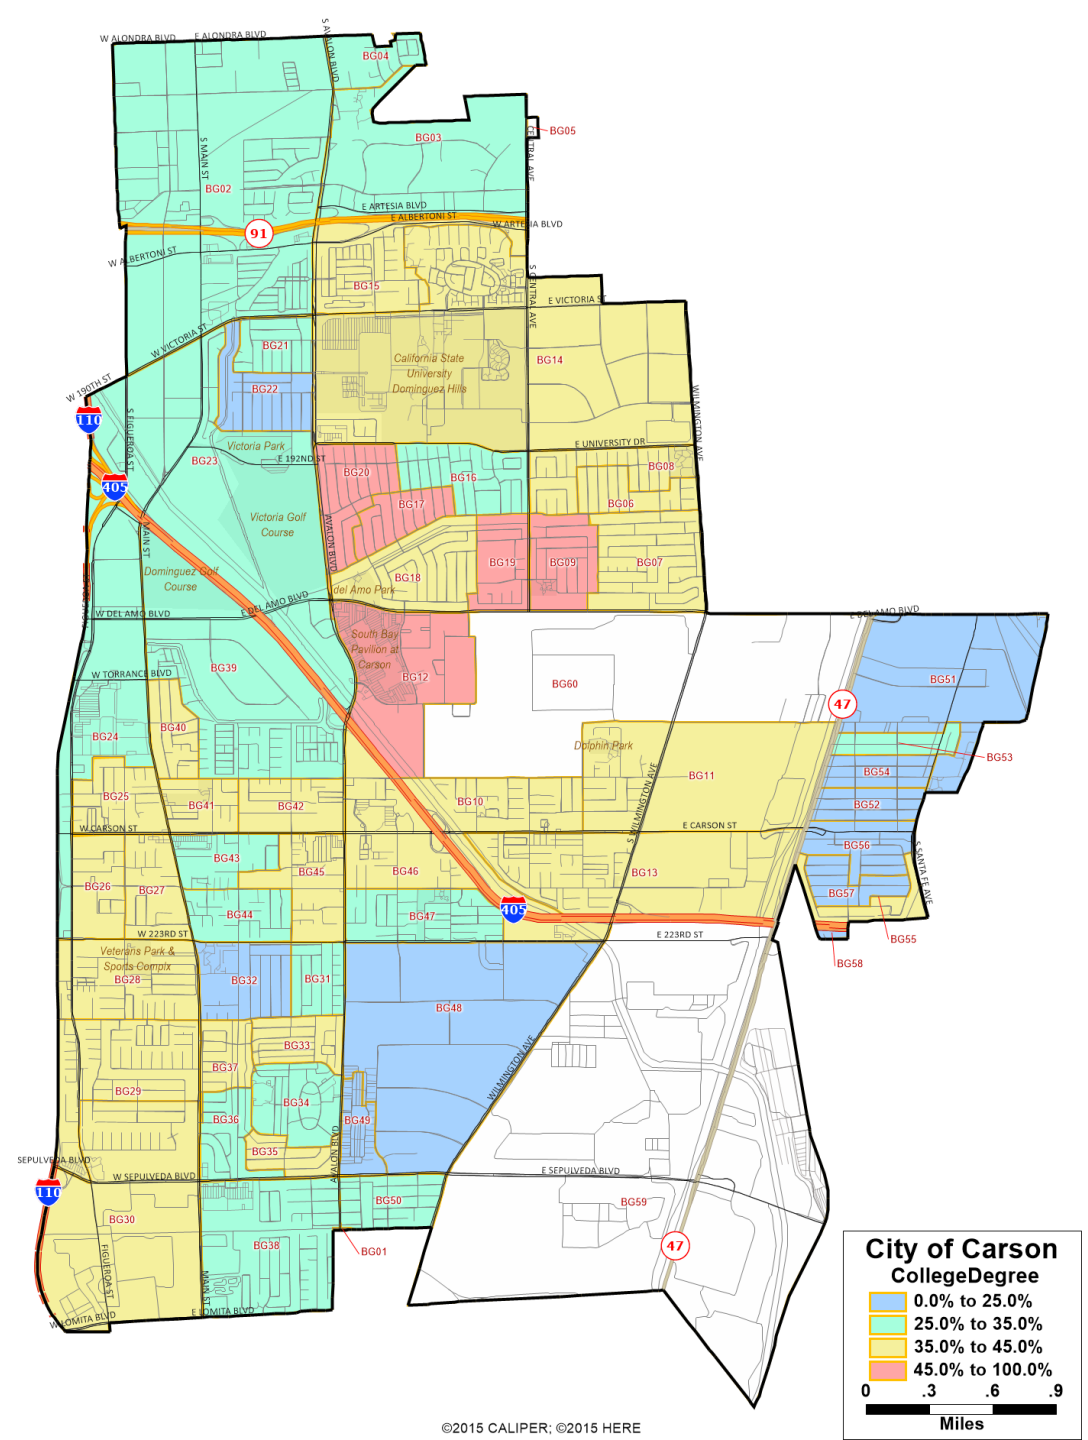 W ALONDRA BLVD
E ALONDRA BLVD
S AVALON BLVD
BG04
BG03
CENTRAL AVE
BG05
S MAIN ST
BG02
E ARTESIA BLVD
E ALBERTONI ST
W ARTESIA BLVD
91
W ALBERTONI ST
BG15
S CENTRAL AVE
E VICTORIA ST
W VICTORIA ST
BG21
BG14
California State
University
Dominguez Hills
BG22
W 190TH ST
110
S FIGUEROA ST
WILMINGTON AVE
Victoria Park
E UNIVERSITY DR
BG23
E 192ND ST
BG20
BG16
BG08
405
BG17
BG06
Victoria Golf
Course
MAIN ST
AVALON BLVD
Dominguez Golf
Course
BG18
BG19
BG09
BG07
del Amo Park
W DEL AMO BLVD
E DEL AMO BLVD
E DEL AMO BLVD
South Bay
Pavilion at
Carson
BG39
W TORRANCE BLVD
BG12
BG60
BG51
47
BG40
BG24
Dolphin Park
BG53
BG11
BG54
BG25
BG41
BG42
BG10
BG52
S WILMINGTON AVE
W CARSON ST
E CARSON ST
BG43
BG56
S SANTA FE AVE
BG45
BG46
BG13
BG26
BG27
BG57
BG44
BG47
405
W 223RD ST
E 223RD ST
BG55
BG58
Veterans Park &
Sports Complx
BG28
BG32
BG31
BG48
BG33
BG37
WILMINGTON AVE
BG29
BG34
BG36
BG49
BG35
AVALON BLVD
SEPULVEDA BLVD
W SEPULVEDA BLVD
E SEPULVEDA BLVD
110
BG50
BG59
BG30
BG38
BG01
47
FIGUEROA ST
MAIN ST
W LOMITA BLVD
E LOMITA BLVD
City of Carson
CollegeDegree
0.0% to 25.0%
25.0% to 35.0%
35.0% to 45.0%
45.0% to 100.0%
0 .3 .6 .9
Miles
©2015 CALIPER; ©2015 HERE